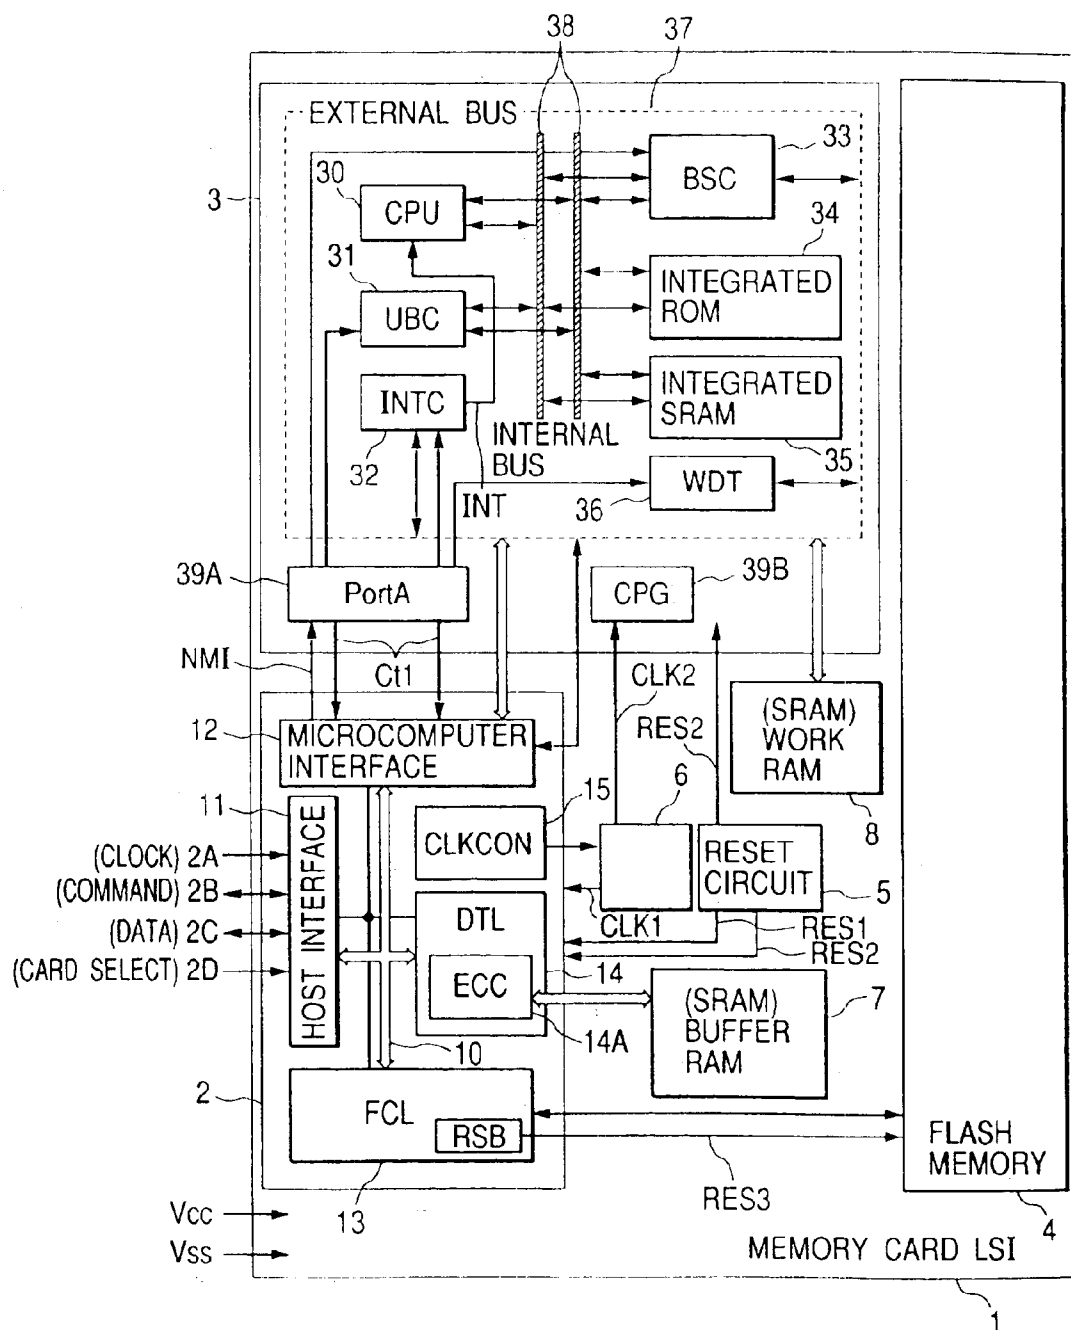 38
37
EXTERNAL BUS
33
BSC
30
3
CPU
34
31
INTEGRATED
ROM
UBC
INTEGRATED
SRAM
INTC
INTERNAL
BUS
32
35
WDT
INT
36
39A
PortA
39B
CPG
NMI
Ct1
CLK2
12
MICROCOMPUTER
INTERFACE
RES2
(SRAM)
WORK
RAM
11
15
6
8
HOST INTERFACE
CLKCON
RESET
CIRCUIT
5
(CLOCK) 2A
(COMMAND) 2B
(DATA) 2C
(CARD SELECT) 2D
DTL
CLK1
RES1
RES2
ECC
14
14A
(SRAM)
BUFFER
RAM
7
10
2
FCL
RSB
FLASH
MEMORY
RES3
13
4
Vcc
Vss
MEMORY CARD LSI
1